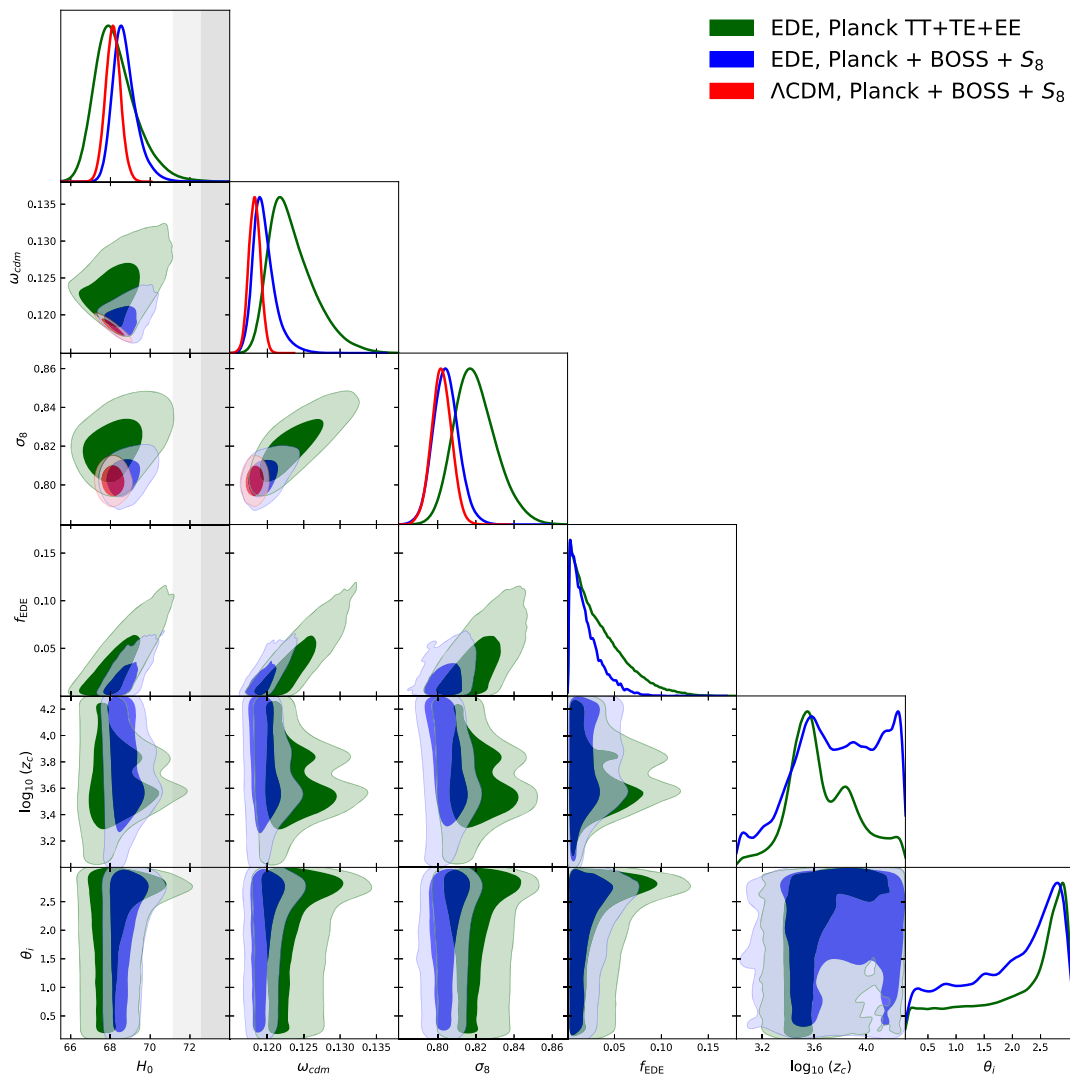 EDE, Planck TT+TE+EE
EDE, Planck + BOSS + S₈
ΛCDM, Planck + BOSS + S₈
0.135
0.130
0.125
0.120
ω_cdm
0.86
0.84
0.82
0.80
σ₈
0.15
0.10
0.05
f_EDE
4.2
4.0
3.8
3.6
3.4
3.2
log₁₀ (z_c)
2.5
2.0
1.5
1.0
0.5
θ_i
66 68 70 72
0.120 0.125 0.130 0.135
0.80 0.82 0.84 0.86
0.05 0.10 0.15
3.2 3.6 4.0
0.5 1.0 1.5 2.0 2.5
H₀
ω_cdm
σ₈
f_EDE
log₁₀ (z_c)
θ_i